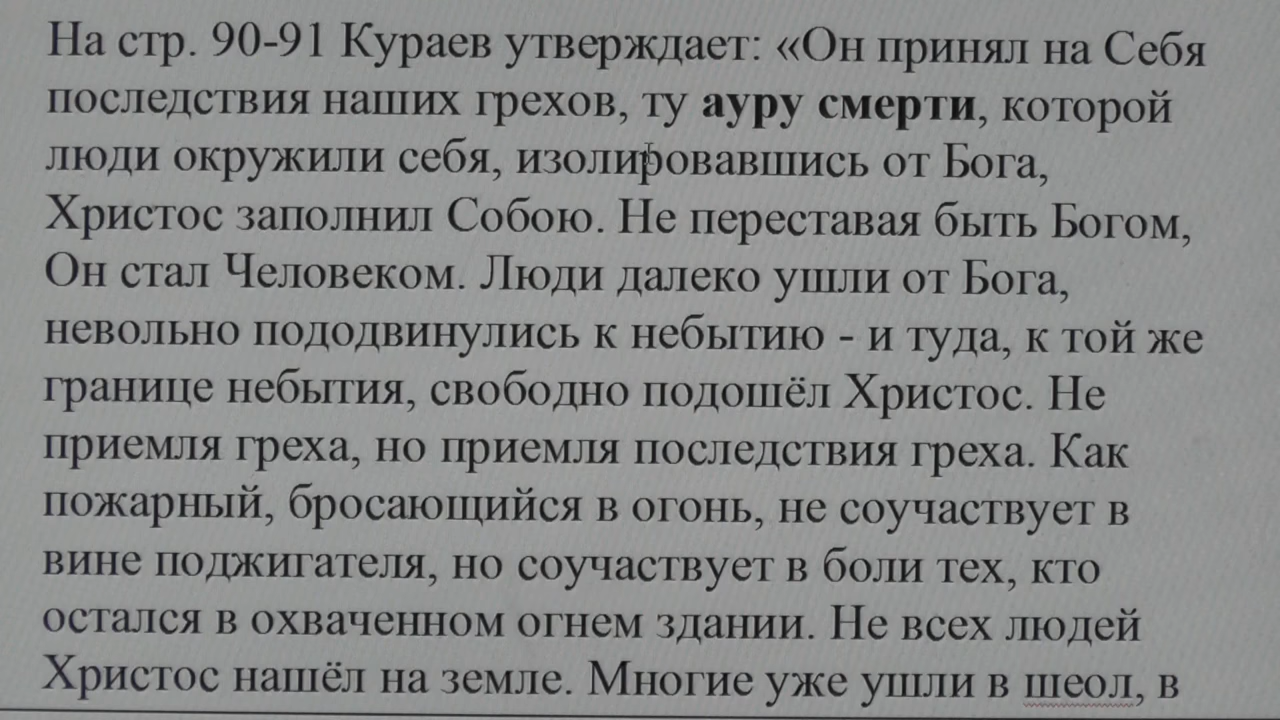 На стр. 90-91 Кураев утверждает: «Он принял на Себя
последствия наших грехов, ту ауру смерти, которой
люди окружили себя, изолировавшись от Бога,
Христос заполнил Собою. Не переставая быть Богом,
Он стал Человеком. Люди далеко ушли от Бога,
невольно пододвинулись к небытию - и туда, к той же
границе небытия, свободно подошёл Христос. Не
приемля греха, но приемля последствия греха. Как
пожарный, бросающийся в огонь, не соучаствует в
вине поджигателя, но соучаствует в боли тех, кто
остался в охваченном огнем здании. Не всех людей
Христос нашёл на земле. Многие уже ушли в шеол, в